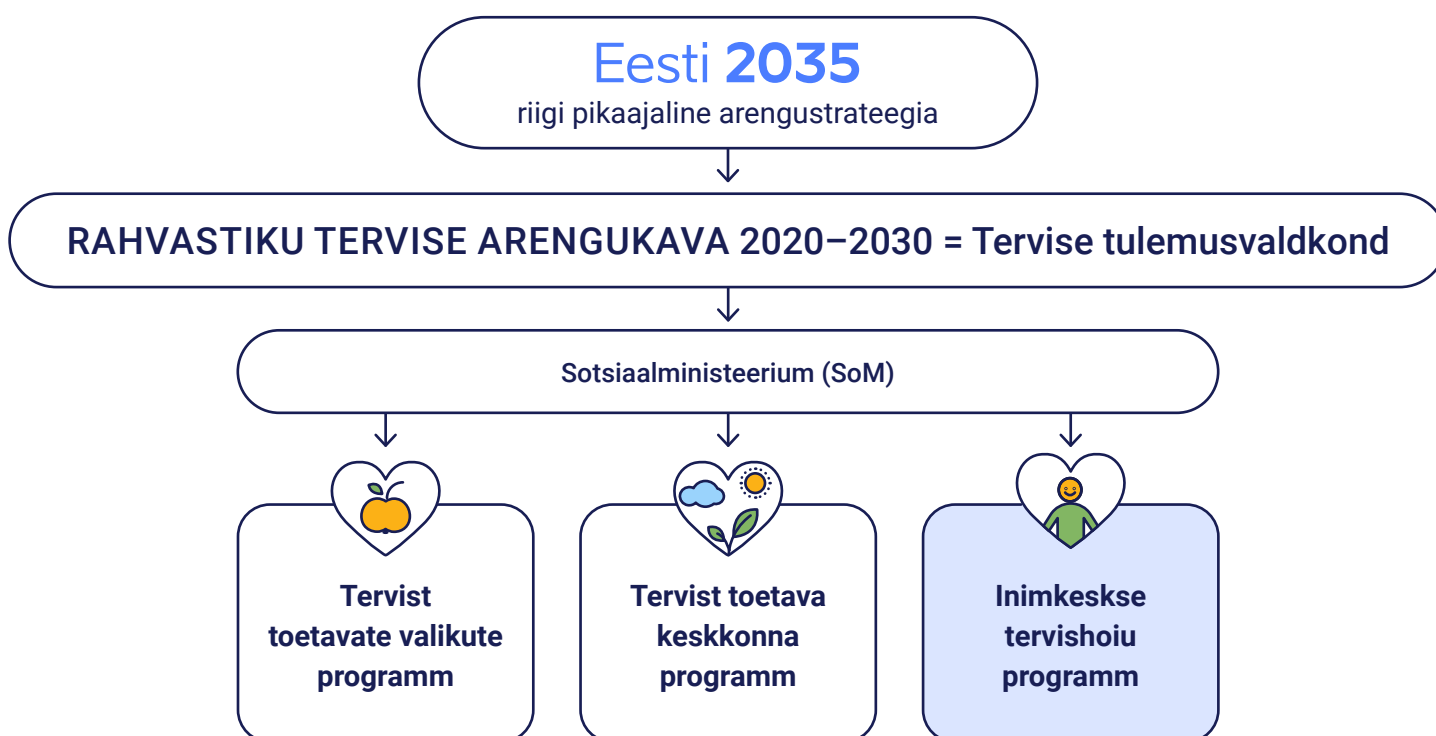 Eesti 2035
riigi pikaajaline arengustrateegia
RAHVASTIKU TERVISE ARENGUKAVA 2020–2030 = Tervise tulemusvaldkond
Sotsiaalministeerium (SoM)
Tervist
toetavate valikute
programm
Tervist toetava
keskkonna
programm
Inimkeskse
tervishoiu
programm